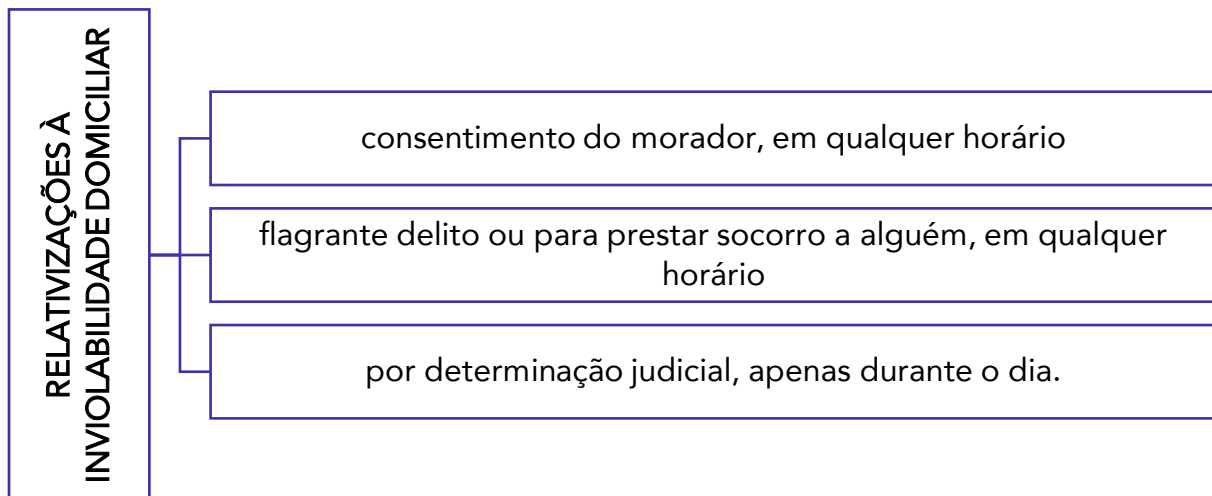 RELATIVIZAÇÕES À
INVIOLABILIDADE DOMICILIAR
consentimento do morador, em qualquer horário
flagrante delito ou para prestar socorro a alguém, em qualquer
horário
por determinação judicial, apenas durante o dia.